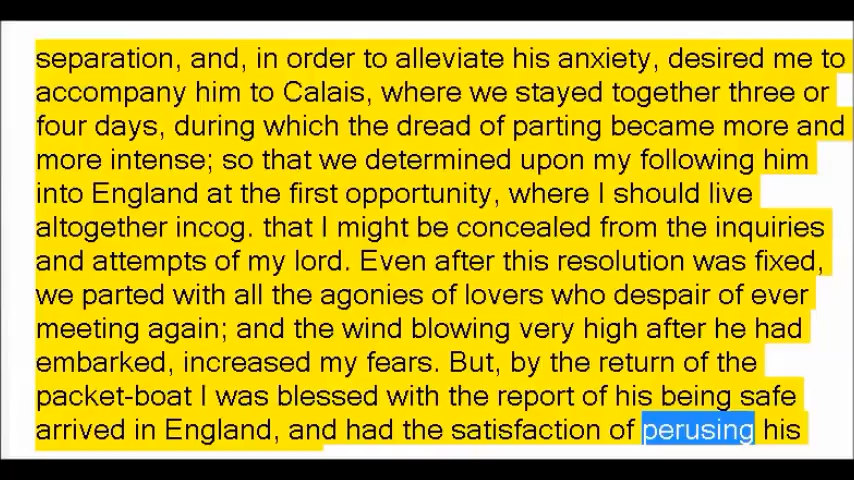 separation, and, in order to alleviate his anxiety, desired me to
accompany him to Calais, where we stayed together three or
four days, during which the dread of parting became more and
more intense; so that we determined upon my following him
into England at the first opportunity, where I should live
altogether incog. that I might be concealed from the inquiries
and attempts of my lord. Even after this resolution was fixed,
we parted with all the agonies of lovers who despair of ever
meeting again; and the wind blowing very high after he had
embarked, increased my fears. But, by the return of the
packet-boat I was blessed with the report of his being safe
arrived in England, and had the satisfaction of perusing his